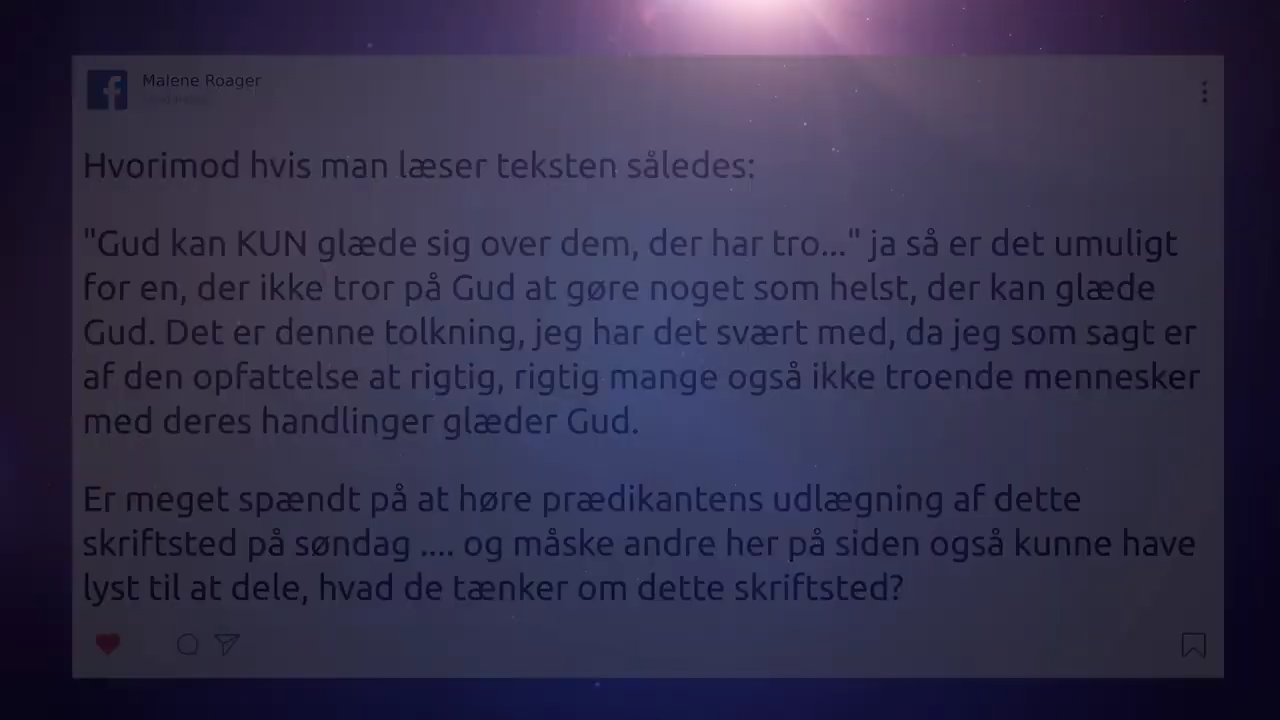 Malene Roager
Hvorimod hvis man læser teksten således:
"Gud kan KUN glæde sig over dem, der har tro..." ja så er det umuligt
for en, der ikke tror på Gud at gøre noget som helst, der kan glæde
Gud. Det er denne tolkning, jeg har det svært med, da jeg som sagt er
af den opfattelse at rigtig, rigtig mange også ikke troende mennesker
med deres handlinger glæder Gud.
Er meget spændt på at høre prædikantens udlægning af dette
skriftsted på søndag .... og måske andre her på siden også kunne have
lyst til at dele, hvad de tænker om dette skriftsted?